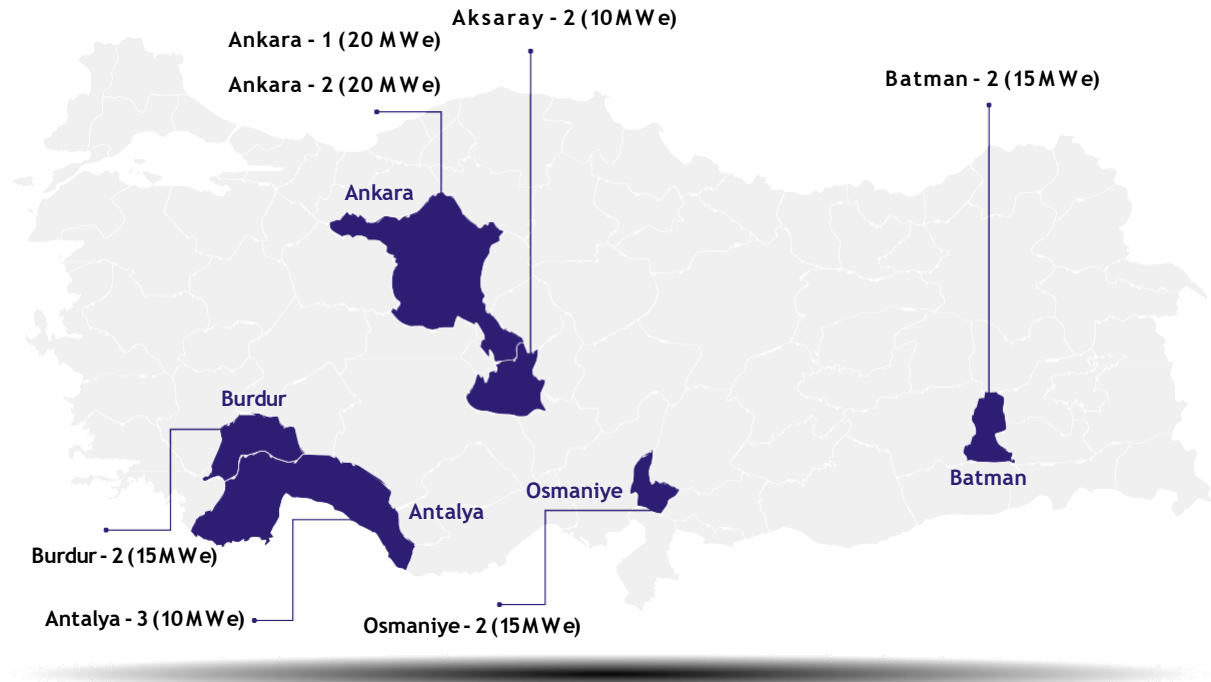 Aksaray - 2 (10MWe)
Ankara - 1 (20 MWe)
Ankara - 2 (20 MWe)
Batman - 2 (15MWe)
Ankara
Burdur
Osmaniye
Antalya
Batman
Burdur - 2 (15MWe)
Antalya - 3 (10MWe)
Osmaniye - 2 (15MWe)